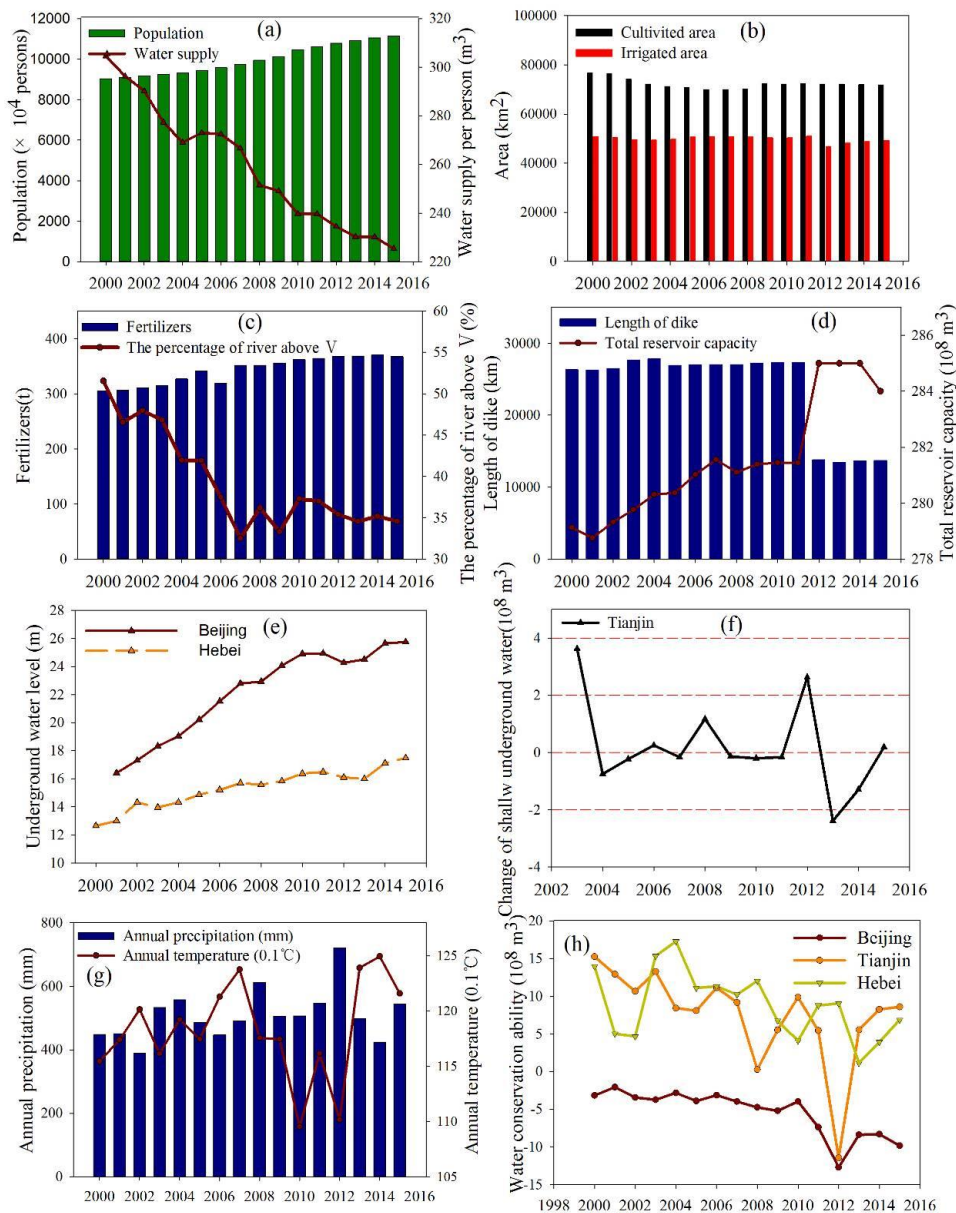 (a)
Population
Water supply
Population (× 10⁴ persons)
12000
10000
8000
6000
4000
2000
0
Water supply per person (m³)
320
300
280
260
240
220
2000 2002 2004 2006 2008 2010 2012 2014 2016
(b)
Cultivited area
Irrigated area
Area (km²)
100000
80000
60000
40000
20000
0
2000 2002 2004 2006 2008 2010 2012 2014 2016
(c)
Fertilizers
The percentage of river above Ⅴ
Fertilizers(t)
400
300
200
100
0
The percentage of river above Ⅴ (%)
60
55
50
45
40
35
30
2000 2002 2004 2006 2008 2010 2012 2014 2016
(d)
Length of dike
Total reservoir capacity
Length of dike (km)
30000
20000
10000
0
Total reservoir capacity (10⁸ m³)
286
284
282
280
278
2000 2002 2004 2006 2008 2010 2012 2014 2016
(e)
Beijing
Hebei
Underground water level (m)
28
26
24
22
20
18
16
14
12
10
2000 2002 2004 2006 2008 2010 2012 2014 2016
(f)
Tianjin
Change of shallw underground water(10⁸ m³)
4
2
0
-2
-4
2002 2004 2006 2008 2010 2012 2014 2016
(g)
Annual precipitation (mm)
Annual temperature (0.1℃)
Annual precipitation (mm)
800
600
400
200
0
Annual temperature (0.1℃)
125
120
115
110
105
2000 2002 2004 2006 2008 2010 2012 2014 2016
(h)
Becijing
Tianjin
Hebei
Water conservation ability (10⁸ m³)
20
15
10
5
0
-5
-10
-15
1998 2000 2002 2004 2006 2008 2010 2012 2014 2016